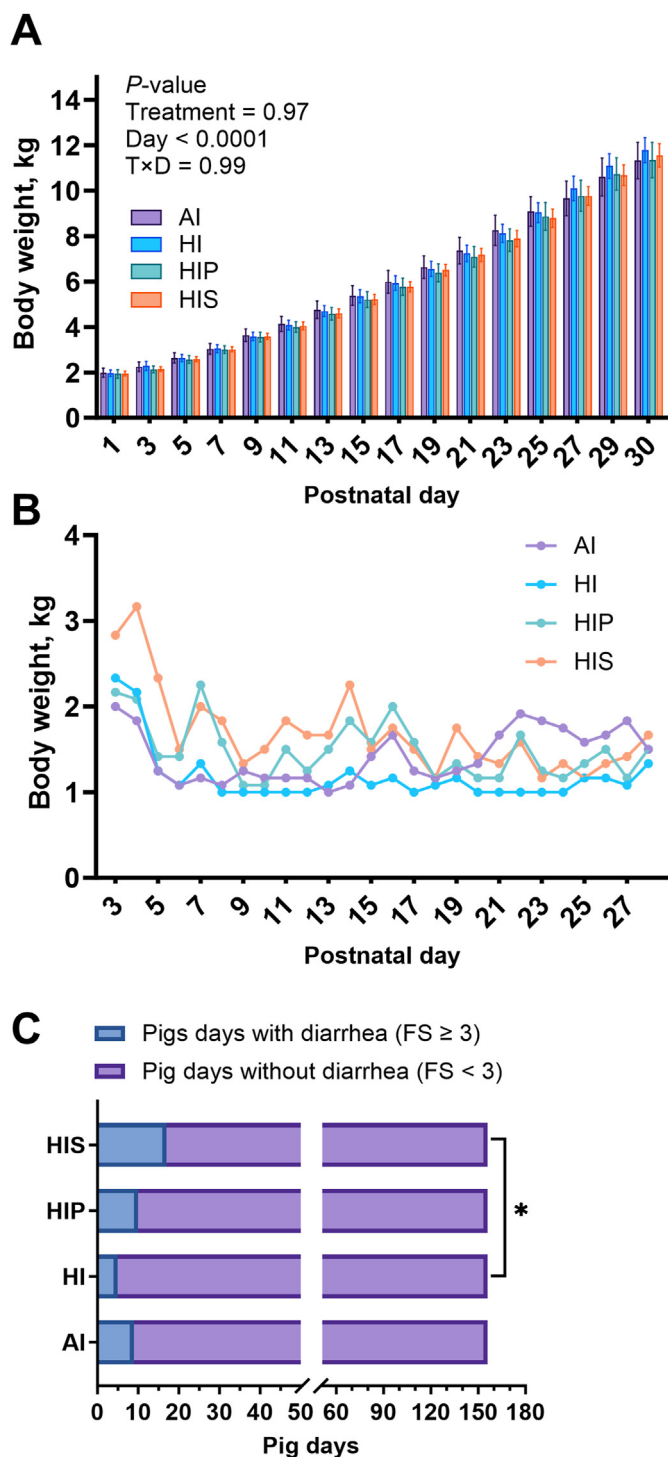 A
P-value
Treatment = 0.97
Day < 0.0001
T×D = 0.99
AI
HI
HIP
HIS
Body weight, kg
14
12
10
8
6
4
2
0
1 3 5 7 9 11 13 15 17 19 21 23 25 27 29 30
Postnatal day
B
AI
HI
HIP
HIS
Body weight, kg
4
3
2
1
0
3 5 7 9 11 13 15 17 19 21 23 25 27
Postnatal day
C
Pigs days with diarrhea (FS ≥ 3)
Pig days without diarrhea (FS < 3)
HIS
HIP
HI
AI
*
0 10 20 30 40 50 60 90 120 150 180
Pig days